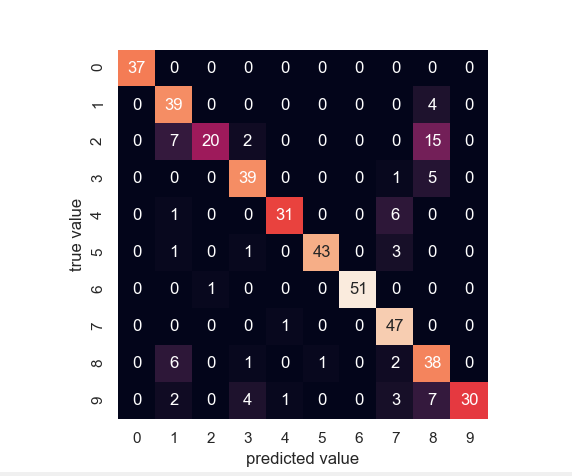 0 37 0 0 0 0 0 0 0 0 0
1 0 39 0 0 0 0 0 0 4 0
2 0 7 20 2 0 0 0 0 15 0
3 0 0 0 39 0 0 0 1 5 0
4 0 1 0 0 31 0 0 6 0 0
5 0 1 0 1 0 43 0 3 0 0
6 0 0 1 0 0 0 51 0 0 0
7 0 0 0 0 1 0 0 47 0 0
8 0 6 0 1 0 1 0 2 38 0
9 0 2 0 4 1 0 0 3 7 30
true value
0 1 2 3 4 5 6 7 8 9
predicted value